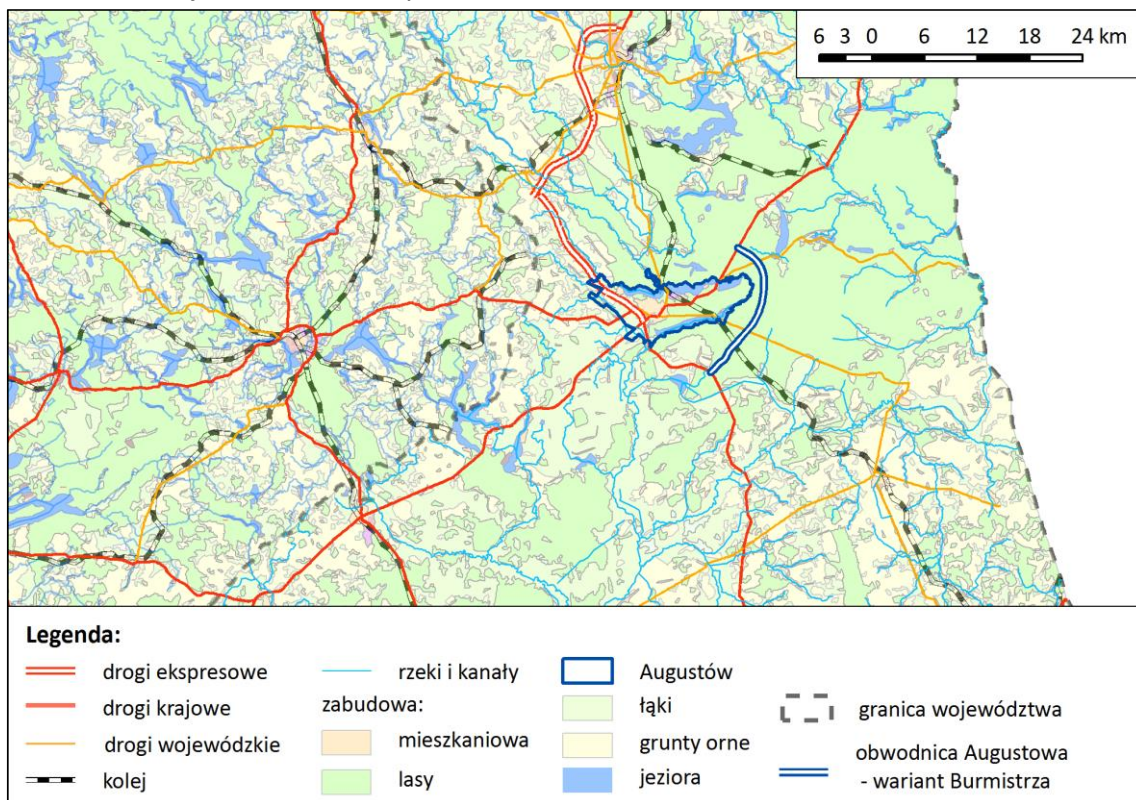 6 3 0 6 12 18 24 km
Legenda:
drogi ekspresowe
drogi krajowe
drogi wojewódzkie
kolej
rzeki i kanały
zabudowa:
mieszkaniowa
lasy
Augustów
łąki
grunty orne
jeziora
granica województwa
obwodnica Augustowa
- wariant Burmistrza